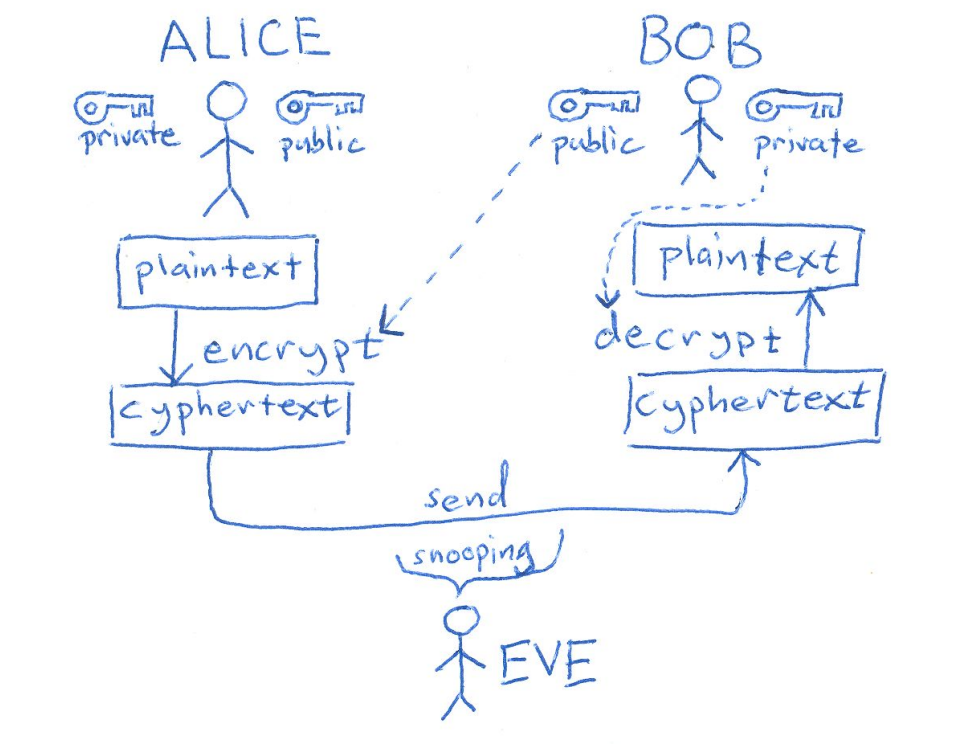 ALICE
BOB
private
public
public
private
plaintext
plaintext
encrypt
decrypt
cyphertext
cyphertext
send
snooping
EVE